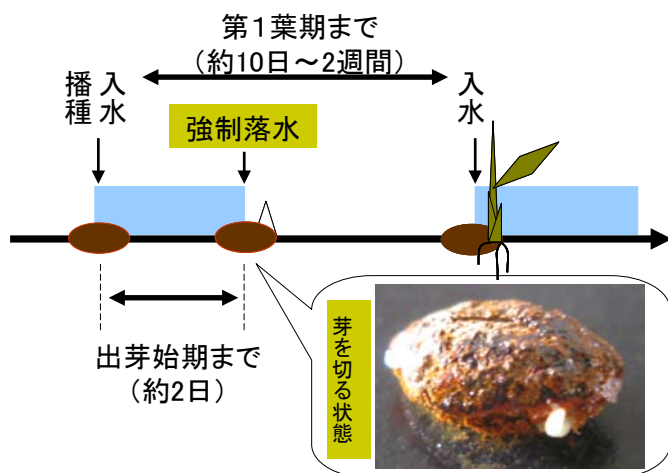 第1葉期まで
(約10日~2週間)
播種
入水
強制落水
入水
出芽始期まで
(約2日)
芽を切る状態